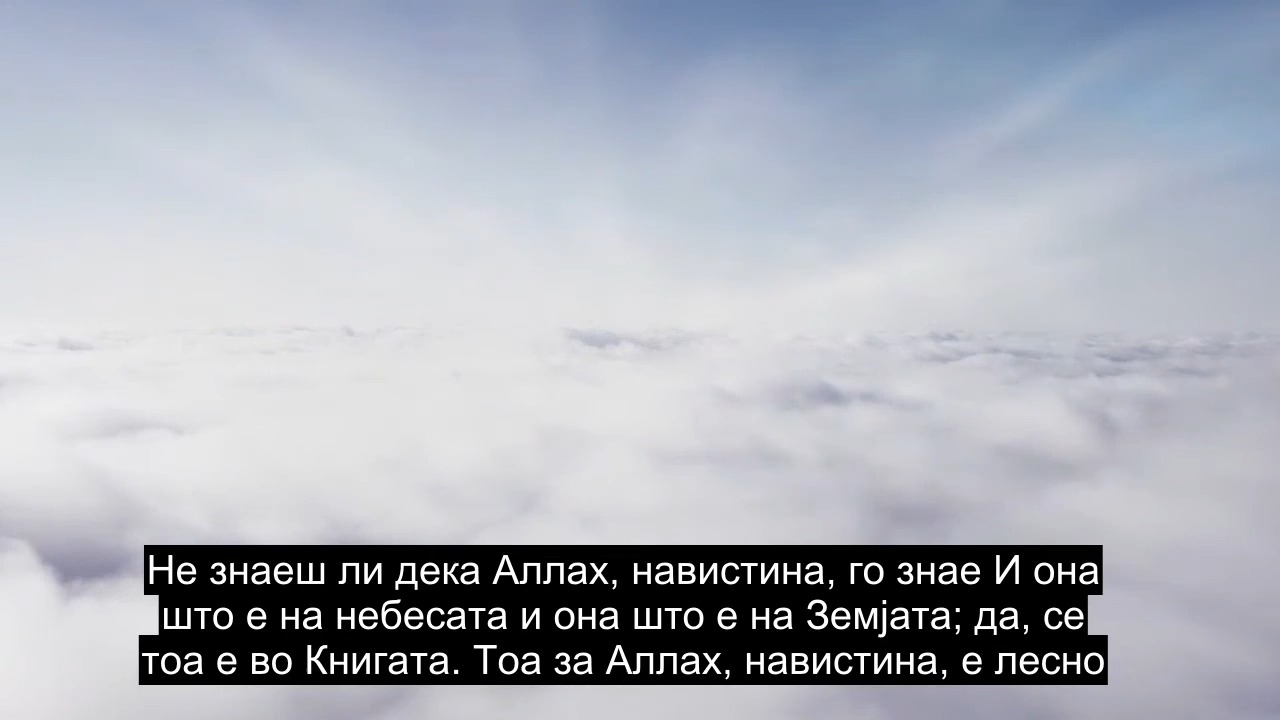 Не знаеш ли дека Аллах, навистина, го знае И она
што е на небесата и она што е на Земјата; да, се
тоа е во Книгата. Тоа за Аллах, навистина, е лесно